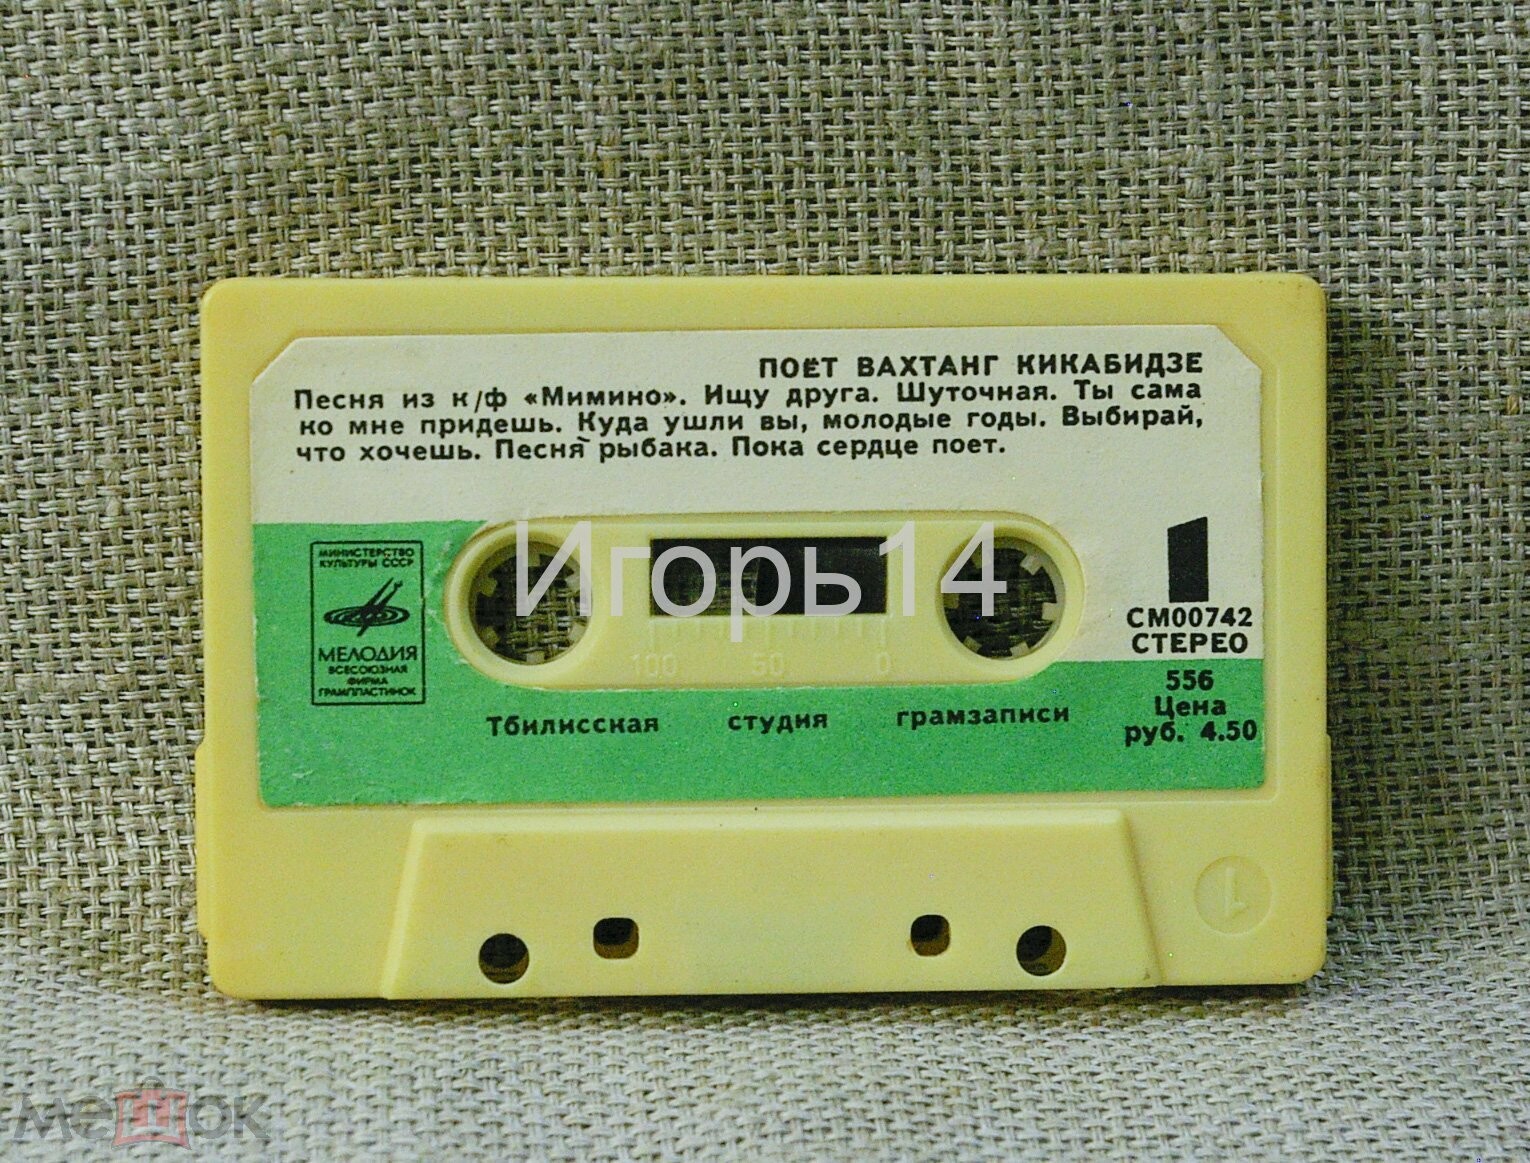 ПОЁТ ВАХТАНГ КИКАБИДЗЕ
Песня из к/ф «Мимино». Ищу друга. Шуточная. Ты сама
ко мне придешь. Куда ушли вы, молодые годы. Выбирай,
что хочешь. Песня рыбака. Пока сердце поет.
МИНИСТЕРСТВО
КУЛЬТУРЫ СССР
МЕЛОДИЯ
ВСЕСОЮЗНАЯ
ФИРМА
ГРАМПЛАСТИНОК
Игорь14
100 50 0
1
СМ00742
СТЕРЕО
556
Цена
руб. 4.50
Тбилисская студия грамзаписи
1
мешок